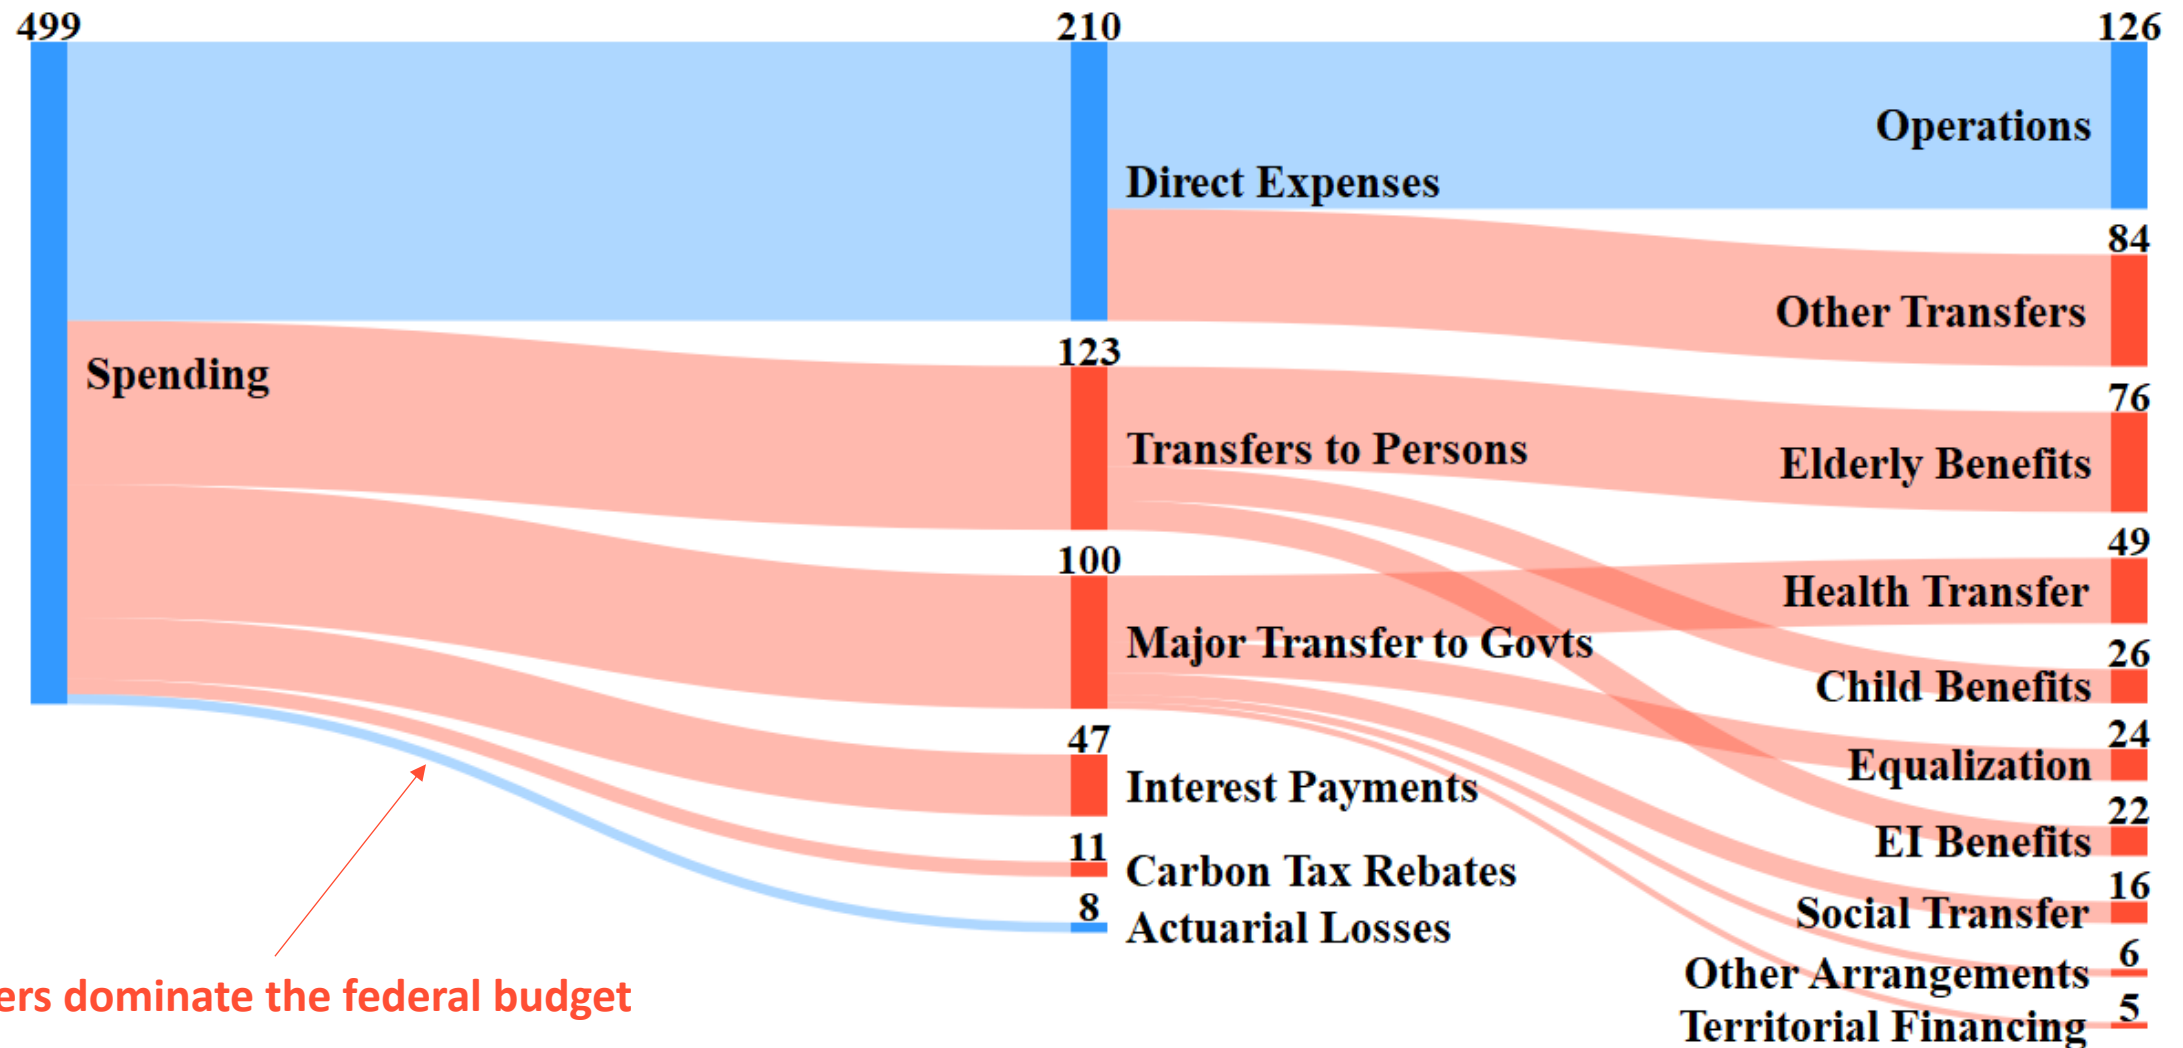 499
Spending
210
Direct Expenses
123
Transfers to Persons
100
Major Transfer to Govts
47
Interest Payments
11
Carbon Tax Rebates
8
Actuarial Losses
126
Operations
84
Other Transfers
76
Elderly Benefits
49
Health Transfer
26
Child Benefits
24
Equalization
22
EI Benefits
16
Social Transfer
6
Other Arrangements
5
Territorial Financing
dominate the federal budget